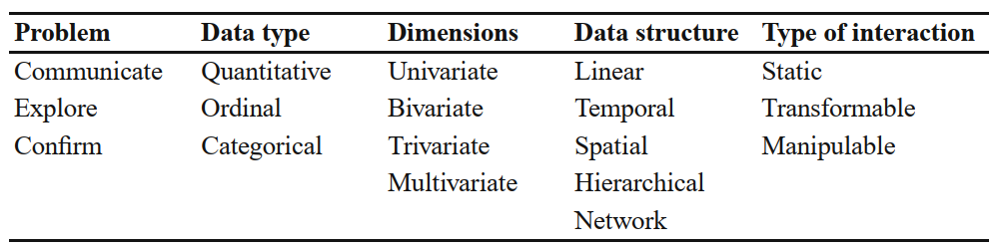 Problem Data type Dimensions Data structure Type of interaction
Communicate Quantitative Univariate Linear Static
Explore Ordinal Bivariate Temporal Transformable
Confirm Categorical Trivariate Spatial Manipulable
Multivariate Hierarchical
Network